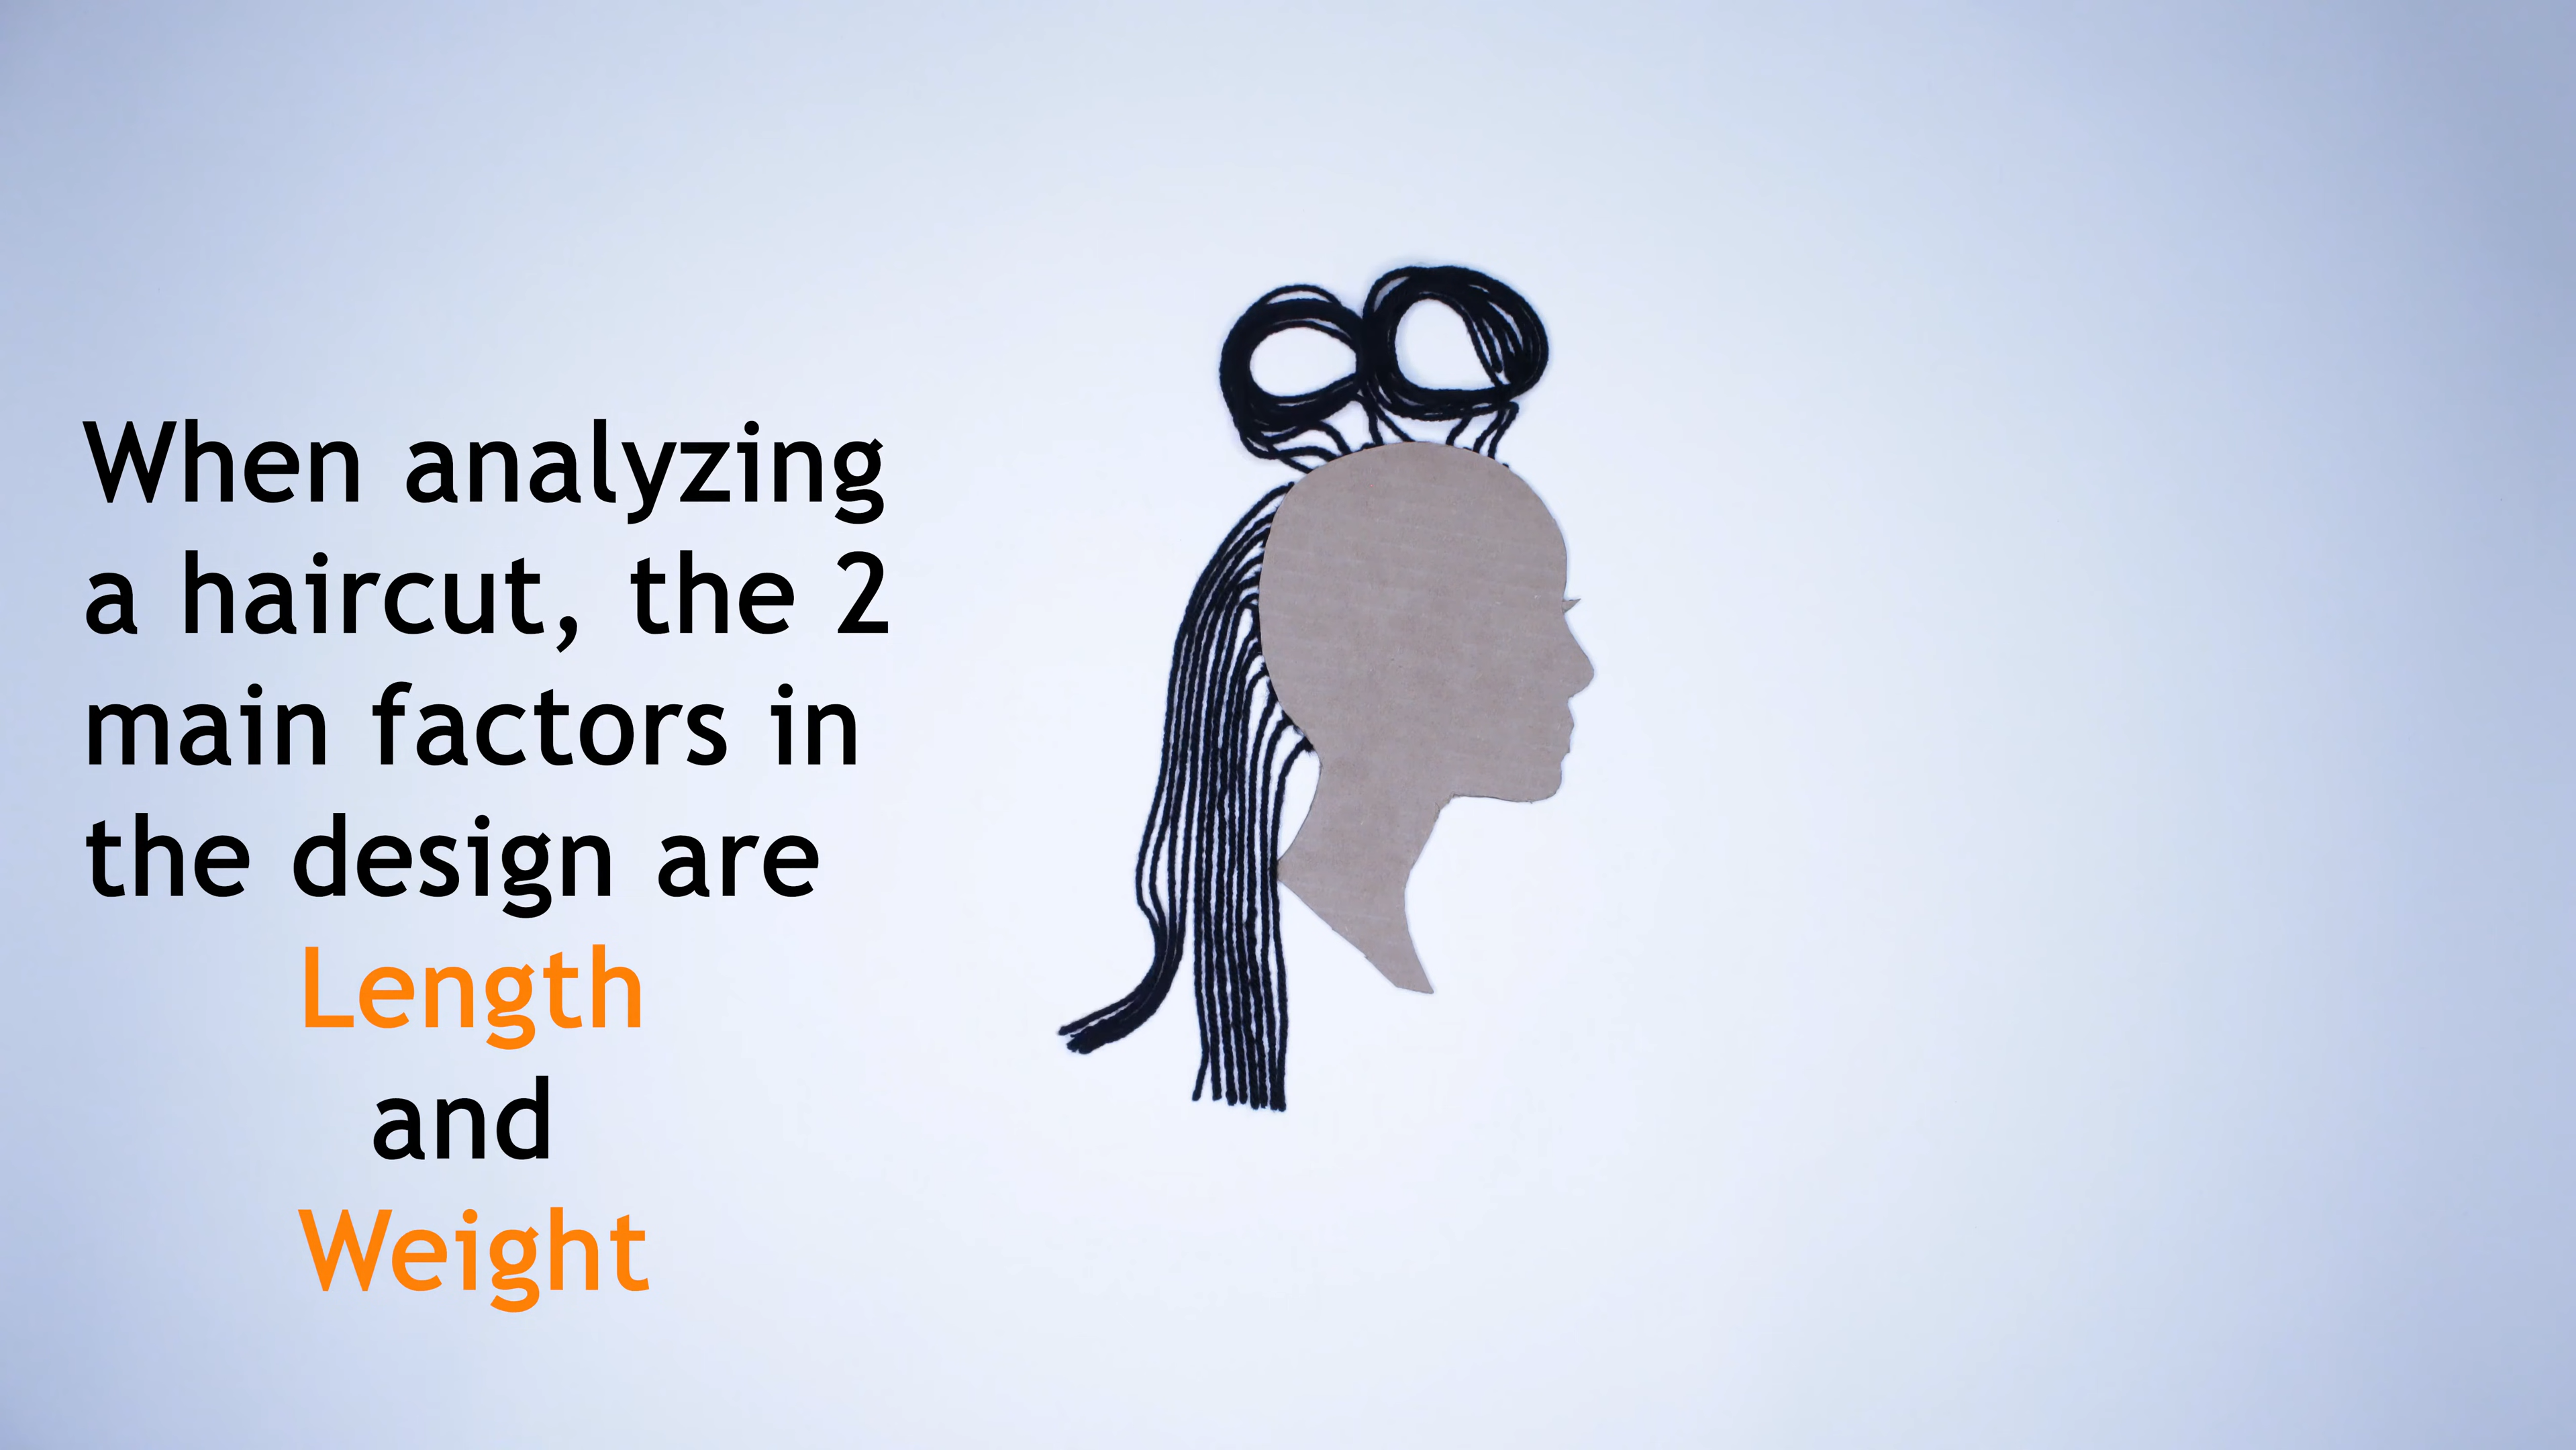 When analyzing
a haircut, the 2
main factors in
the design are
Length
and
Weight